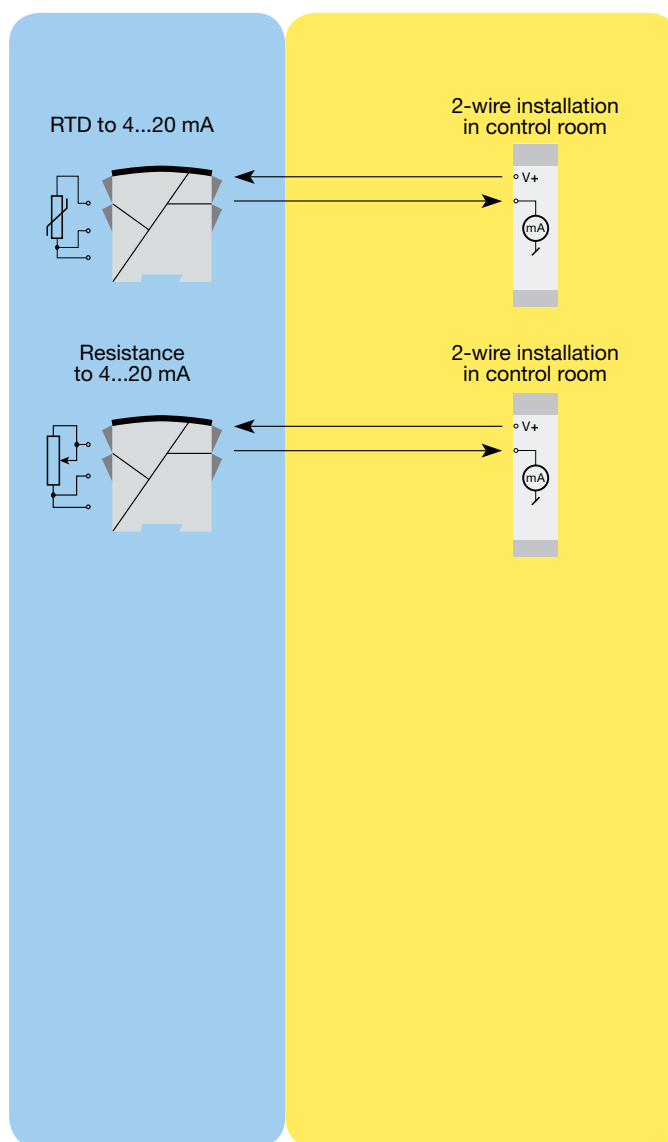 RTD to 4...20 mA
2-wire installation
in control room
V+
mA
Resistance
to 4...20 mA
2-wire installation
in control room
V+
mA